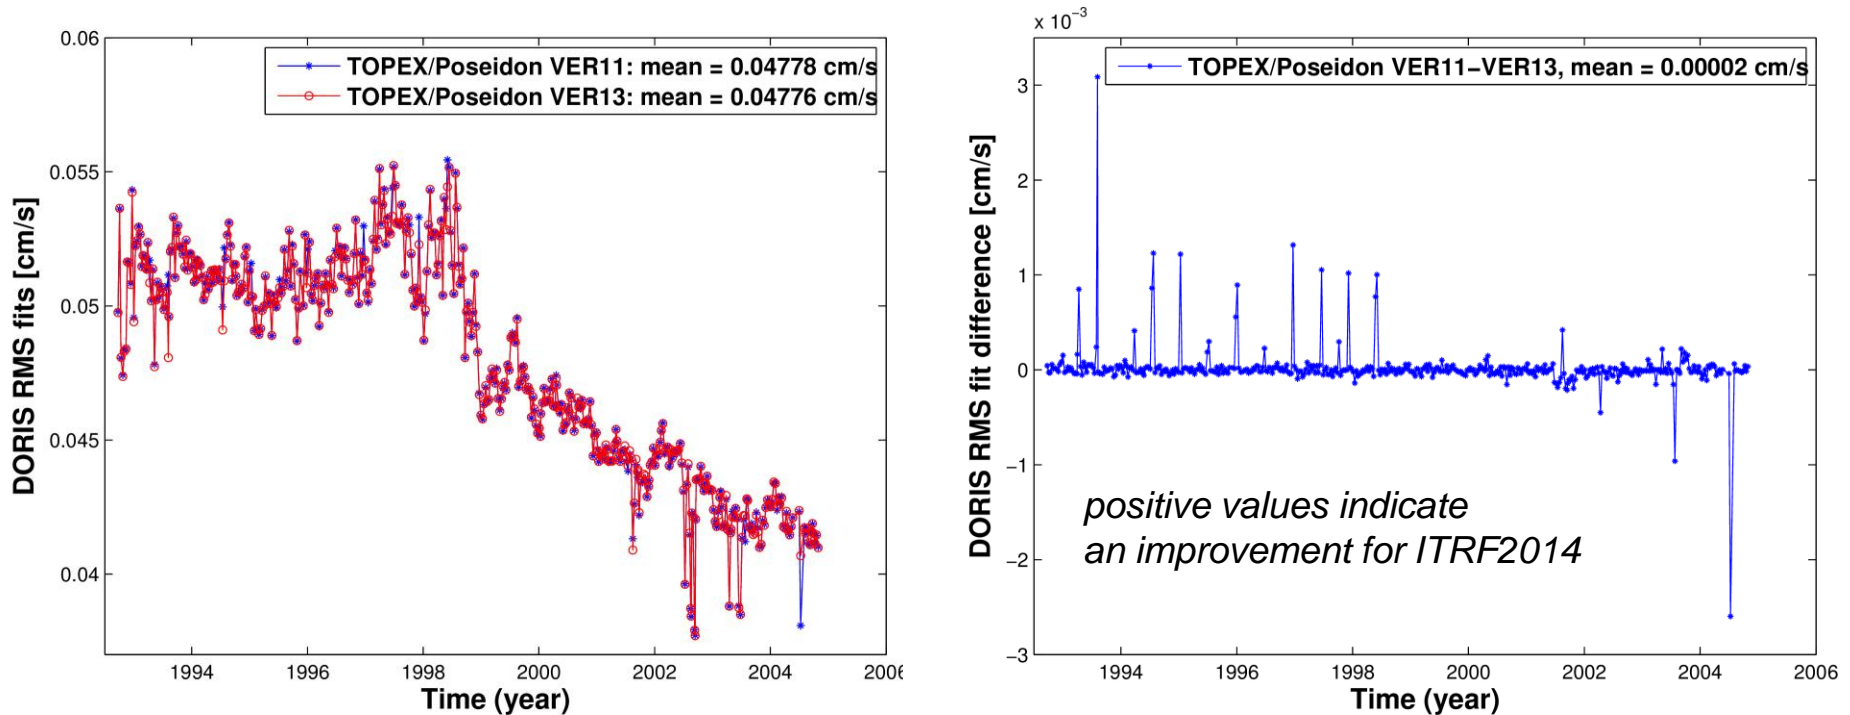 0.06
0.055
0.05
0.045
0.04
DORIS RMS fits [cm/s]
TOPEX/Poseidon VER11: mean = 0.04778 cm/s
TOPEX/Poseidon VER13: mean = 0.04776 cm/s
1994 1996 1998 2000 2002 2004 2006
Time (year)
x 10⁻³
3
2
1
0
−1
−2
−3
DORIS RMS fit difference [cm/s]
TOPEX/Poseidon VER11−VER13, mean = 0.00002 cm/s
positive values indicate
an improvement for ITRF2014
1994 1996 1998 2000 2002 2004 2006
Time (year)